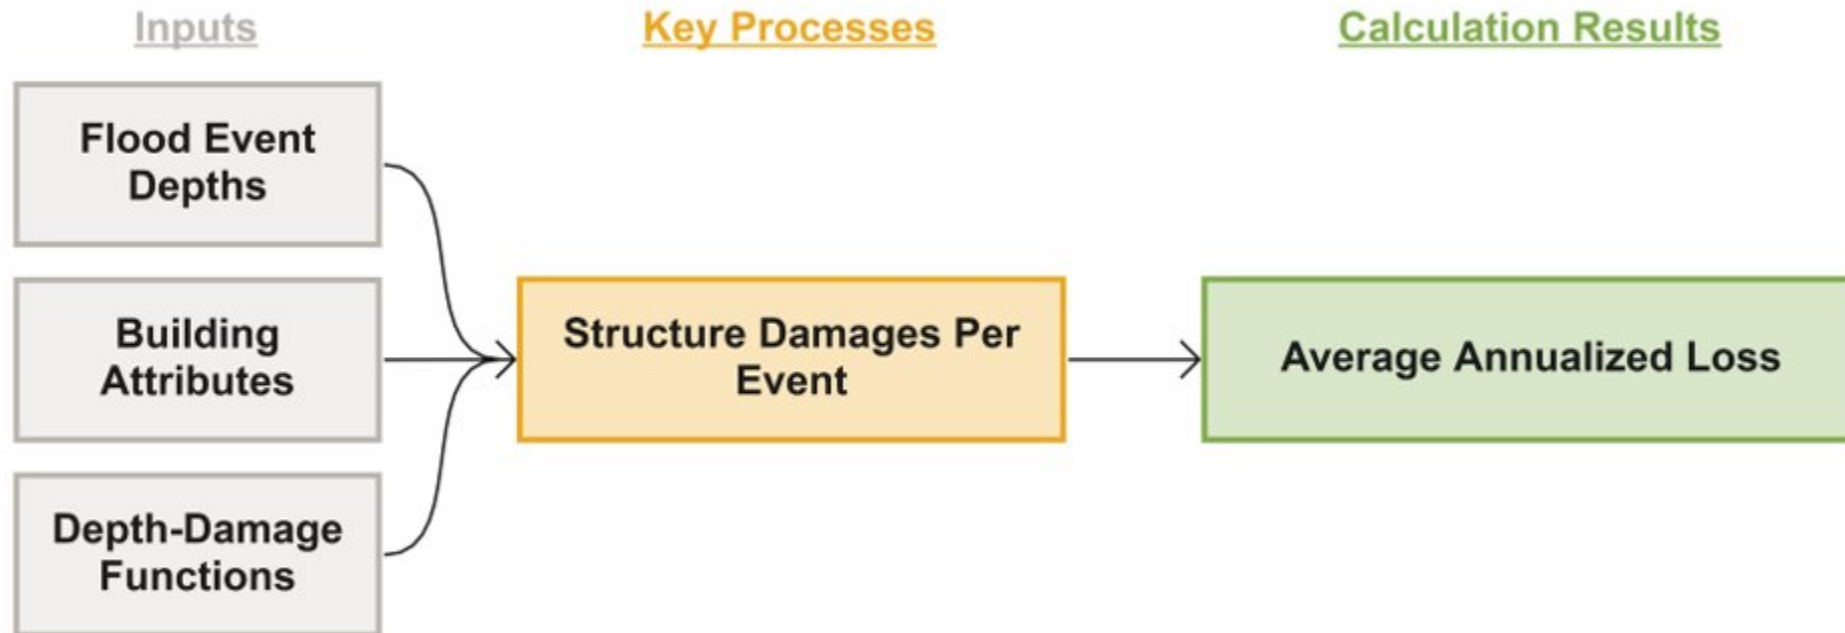 Inputs
Key Processes
Calculation Results
Flood Event
Depths
Building
Attributes
Depth-Damage
Functions
Structure Damages Per
Event
Average Annualized Loss